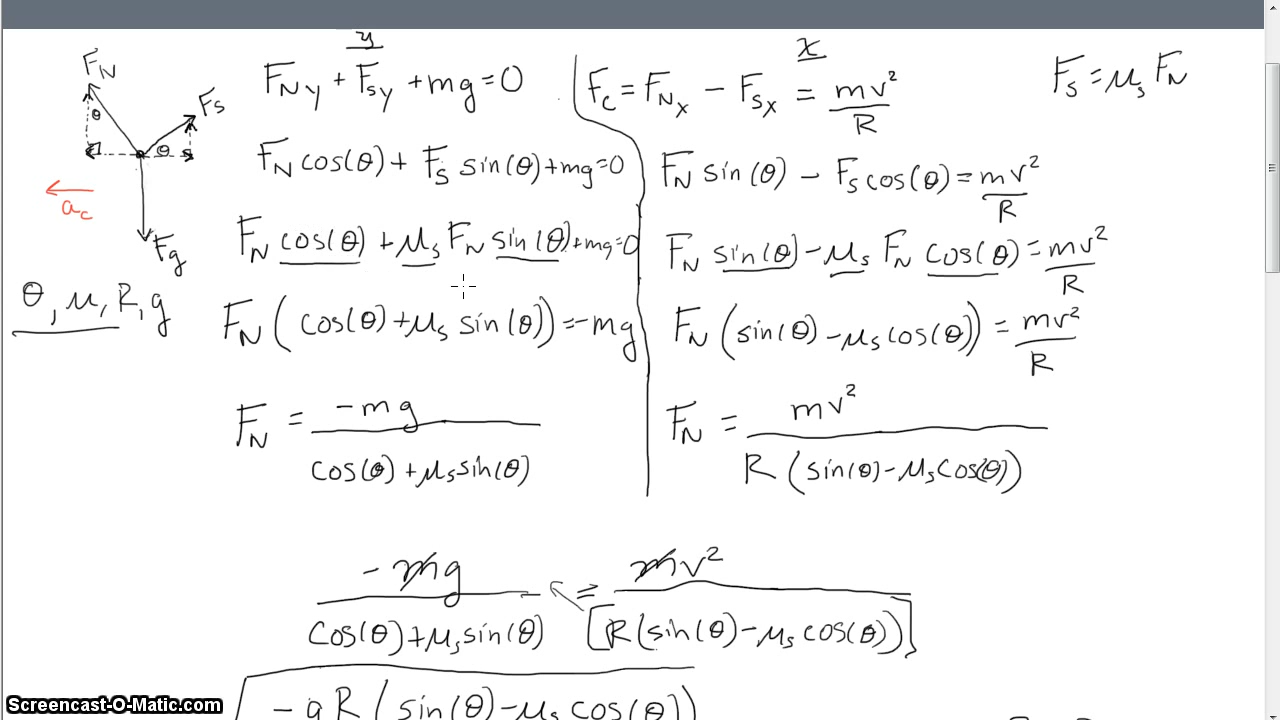 y
x
F_N
F_S
θ
θ
a_c
F_g
θ, μ, R, g
F_Ny + F_sy + mg = 0
F_N cos(θ) + F_S sin(θ) + mg = 0
F_N cos(θ) + μ_s F_N sin(θ) + mg = 0
F_N (cos(θ) + μ_s sin(θ)) = -mg
F_N = -mg / cos(θ) + μ_s sin(θ)
F_C = F_Nx - F_Sx = mv² / R
F_N sin(θ) - F_s cos(θ) = mv² / R
F_N sin(θ) - μ_s F_N cos(θ) = mv² / R
F_N (sin(θ) - μ_s cos(θ)) = mv² / R
F_N = mv² / R (sin(θ) - μ_s cos(θ))
F_s = μ_s F_N
-mg / cos(θ) + μ_s sin(θ) = mv² / [R(sin(θ) - μ_s cos(θ))]
-gR (sin(θ) - μ_s cos(θ))
Screencast-O-Matic.com